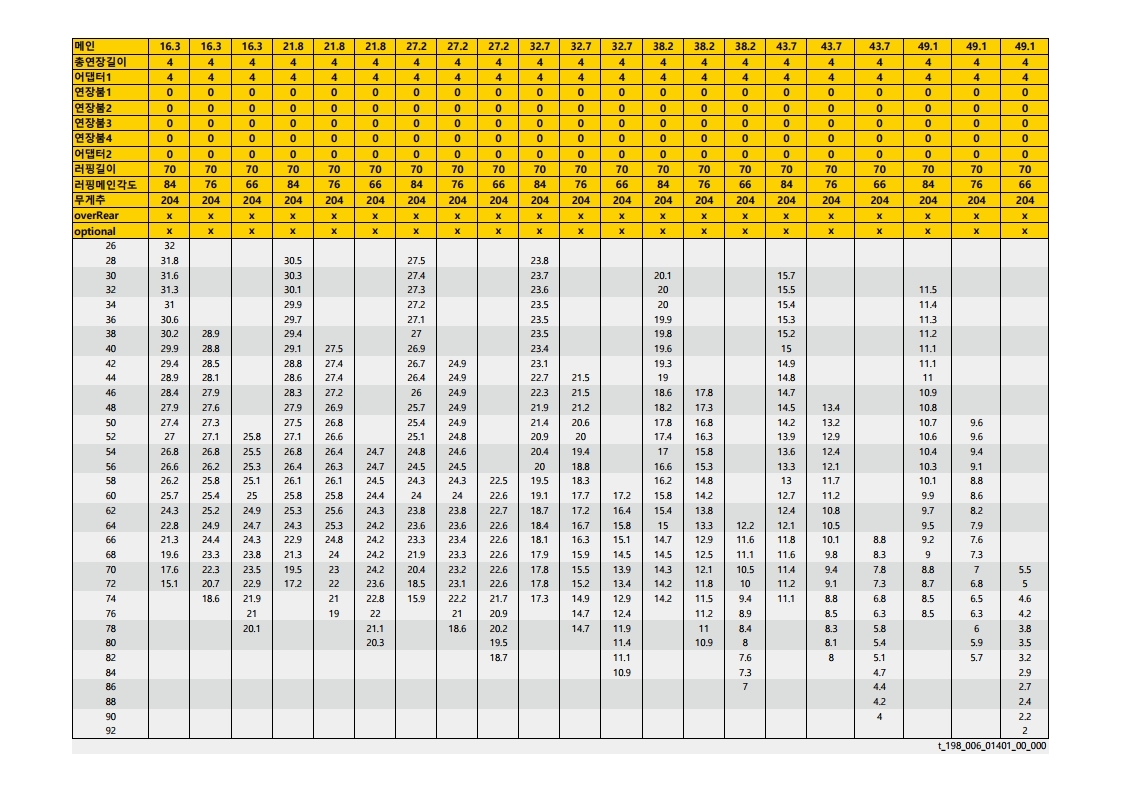 메인 16.3 16.3 16.3 21.8 21.8 21.8 27.2 27.2 27.2 32.7 32.7 32.7 38.2 38.2 38.2 43.7 43.7 43.7 49.1 49.1 49.1
총연장길이 4 4 4 4 4 4 4 4 4 4 4 4 4 4 4 4 4 4 4 4 4
어댑터1 4 4 4 4 4 4 4 4 4 4 4 4 4 4 4 4 4 4 4 4 4
연장붐1 0 0 0 0 0 0 0 0 0 0 0 0 0 0 0 0 0 0 0 0 0
연장붐2 0 0 0 0 0 0 0 0 0 0 0 0 0 0 0 0 0 0 0 0 0
연장붐3 0 0 0 0 0 0 0 0 0 0 0 0 0 0 0 0 0 0 0 0 0
연장붐4 0 0 0 0 0 0 0 0 0 0 0 0 0 0 0 0 0 0 0 0 0
어댑터2 0 0 0 0 0 0 0 0 0 0 0 0 0 0 0 0 0 0 0 0 0
러핑길이 70 70 70 70 70 70 70 70 70 70 70 70 70 70 70 70 70 70 70 70 70
러핑메인각도 84 76 66 84 76 66 84 76 66 84 76 66 84 76 66 84 76 66 84 76 66
무게추 204 204 204 204 204 204 204 204 204 204 204 204 204 204 204 204 204 204 204 204 204
overRear x x x x x x x x x x x x x x x x x x x x x
optional x x x x x x x x x x x x x x x x x x x x x
26 32
28 31.8 30.5 27.5 23.8
30 31.6 30.3 27.4 23.7 20.1 15.7
32 31.3 30.1 27.3 23.6 20 15.5 11.5
34 31 29.9 27.2 23.5 20 15.4 11.4
36 30.6 29.7 27.1 23.5 19.9 15.3 11.3
38 30.2 28.9 29.4 27 23.5 19.8 15.2 11.2
40 29.9 28.8 29.1 27.5 26.9 23.4 19.6 15 11.1
42 29.4 28.5 28.8 27.4 26.7 24.9 23.1 19.3 14.9 11.1
44 28.9 28.1 28.6 27.4 26.4 24.9 22.7 21.5 19 14.8 11
46 28.4 27.9 28.3 27.2 26 24.9 22.3 21.5 18.6 17.8 14.7 10.9
48 27.9 27.6 27.9 26.9 25.7 24.9 21.9 21.2 18.2 17.3 14.5 13.4 10.8
50 27.4 27.3 27.5 26.8 25.4 24.9 21.4 20.6 17.8 16.8 14.2 13.2 10.7 9.6
52 27 27.1 25.8 27.1 26.6 25.1 24.8 20.9 20 17.4 16.3 13.9 12.9 10.6 9.6
54 26.8 26.8 25.5 26.8 26.4 24.7 24.8 24.6 20.4 19.4 17 15.8 13.6 12.4 10.4 9.4
56 26.6 26.2 25.3 26.4 26.3 24.7 24.5 24.5 20 18.8 16.6 15.3 13.3 12.1 10.3 9.1
58 26.2 25.8 25.1 26.1 26.1 24.5 24.3 24.3 22.5 19.5 18.3 16.2 14.8 13 11.7 10.1 8.8
60 25.7 25.4 25 25.8 25.8 24.4 24 24 22.6 19.1 17.7 17.2 15.8 14.2 12.7 11.2 9.9 8.6
62 24.3 25.2 24.9 25.3 25.6 24.3 23.8 23.8 22.7 18.7 17.2 16.4 15.4 13.8 12.4 10.8 9.7 8.2
64 22.8 24.9 24.7 24.3 25.3 24.2 23.6 23.6 22.6 18.4 16.7 15.8 15 13.3 12.2 12.1 10.5 9.5 7.9
66 21.3 24.4 24.3 22.9 24.8 24.2 23.3 23.4 22.6 18.1 16.3 15.1 14.7 12.9 11.6 11.8 10.1 8.8 9.2 7.6
68 19.6 23.3 23.8 21.3 24 24.2 21.9 23.3 22.6 17.9 15.9 14.5 14.5 12.5 11.1 11.6 9.8 8.3 9 7.3
70 17.6 22.3 23.5 19.5 23 24.2 20.4 23.2 22.6 17.8 15.5 13.9 14.3 12.1 10.5 11.4 9.4 7.8 8.8 7 5.5
72 15.1 20.7 22.9 17.2 22 23.6 18.5 23.1 22.6 17.8 15.2 13.4 14.2 11.8 10 11.2 9.1 7.3 8.7 6.8 5
74 18.6 21.9 21 22.8 15.9 22.2 21.7 17.3 14.9 12.9 14.2 11.5 9.4 11.1 8.8 6.8 8.5 6.5 4.6
76 21 19 22 21 20.9 14.7 12.4 11.2 8.9 8.5 6.3 8.5 6.3 4.2
78 20.1 21.1 18.6 20.2 14.7 11.9 11 8.4 8.3 5.8 6 3.8
80 20.3 19.5 11.4 10.9 8 8.1 5.4 5.9 3.5
82 18.7 11.1 7.6 8 5.1 5.7 3.2
84 10.9 7.3 4.7 2.9
86 7 4.4 2.7
88 4.2 2.4
90 4 2.2
92 2
t_198_006_01401_00_000